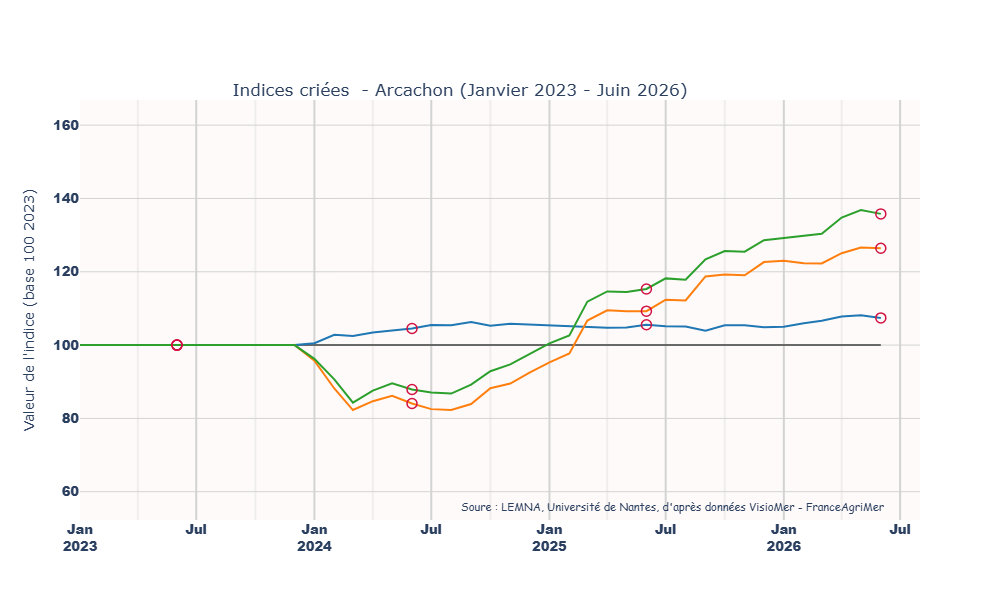 Indices criées  - Arcachon (Janvier 2023 - Juin 2026)
Valeur de l'indice (base 100 2023)
160
140
120
100
80
60
Soure : LEMNA, Université de Nantes, d'après données VisioMer - FranceAgriMer
Jan Jul Jan Jul Jan Jul Jan Jul
2023 2024 2025 2026